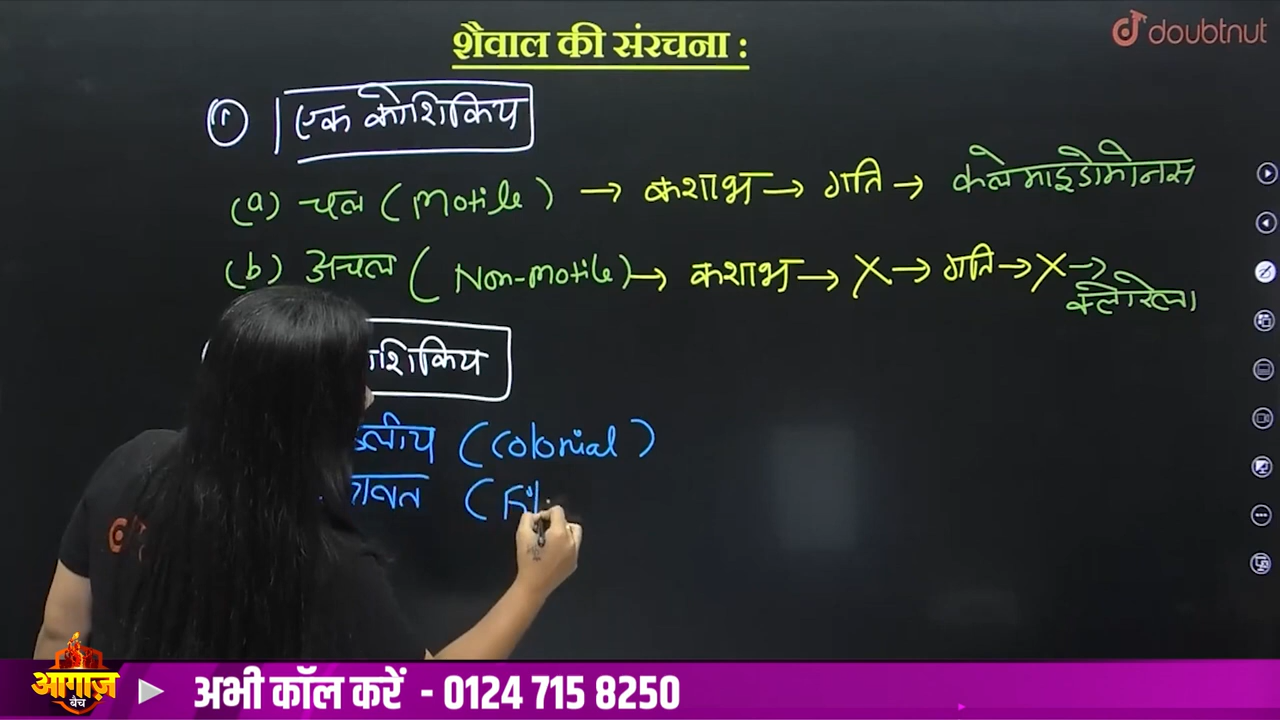 शैवाल की संरचना :
doubtnut
① एक कोशिकिय
(a) चल (Motile) → कशाभ → गति → कलेमाइडोमोनस
(b) अचल (Non-motile) → कशाभ → X → गति → X →
क्लोरेला
शिकिय
(colonial)
(
आगाज़
बैच
अभी कॉल करें - 0124 715 8250